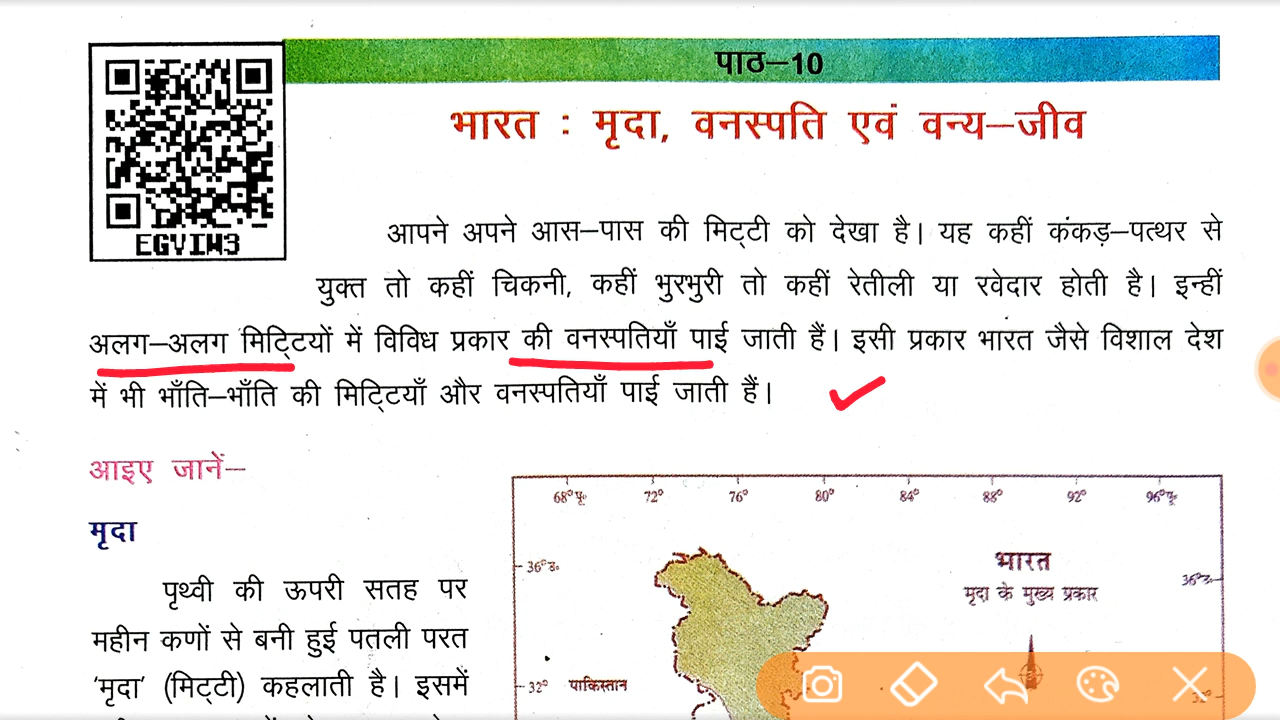 पाठ–10
EGVIW3
भारत : मृदा, वनस्पति एवं वन्य–जीव
आपने अपने आस–पास की मिट्टी को देखा है। यह कहीं कंकड़–पत्थर से
युक्त तो कहीं चिकनी, कहीं भुरभुरी तो कहीं रेतीली या रवेदार होती है। इन्हीं
अलग–अलग मिट्टियों में विविध प्रकार की वनस्पतियाँ पाई जाती हैं। इसी प्रकार भारत जैसे विशाल देश
में भी भाँति–भाँति की मिट्टियाँ और वनस्पतियाँ पाई जाती हैं।
आइए जानें–
मृदा
पृथ्वी की ऊपरी सतह पर
महीन कणों से बनी हुई पतली परत
'मृदा' (मिट्टी) कहलाती है। इसमें
68°पू. 72° 76° 80° 84° 88° 92° 96°पू.
36°उ. 36°उ.
भारत
मृदा के मुख्य प्रकार
32° पाकिस्तान 32°